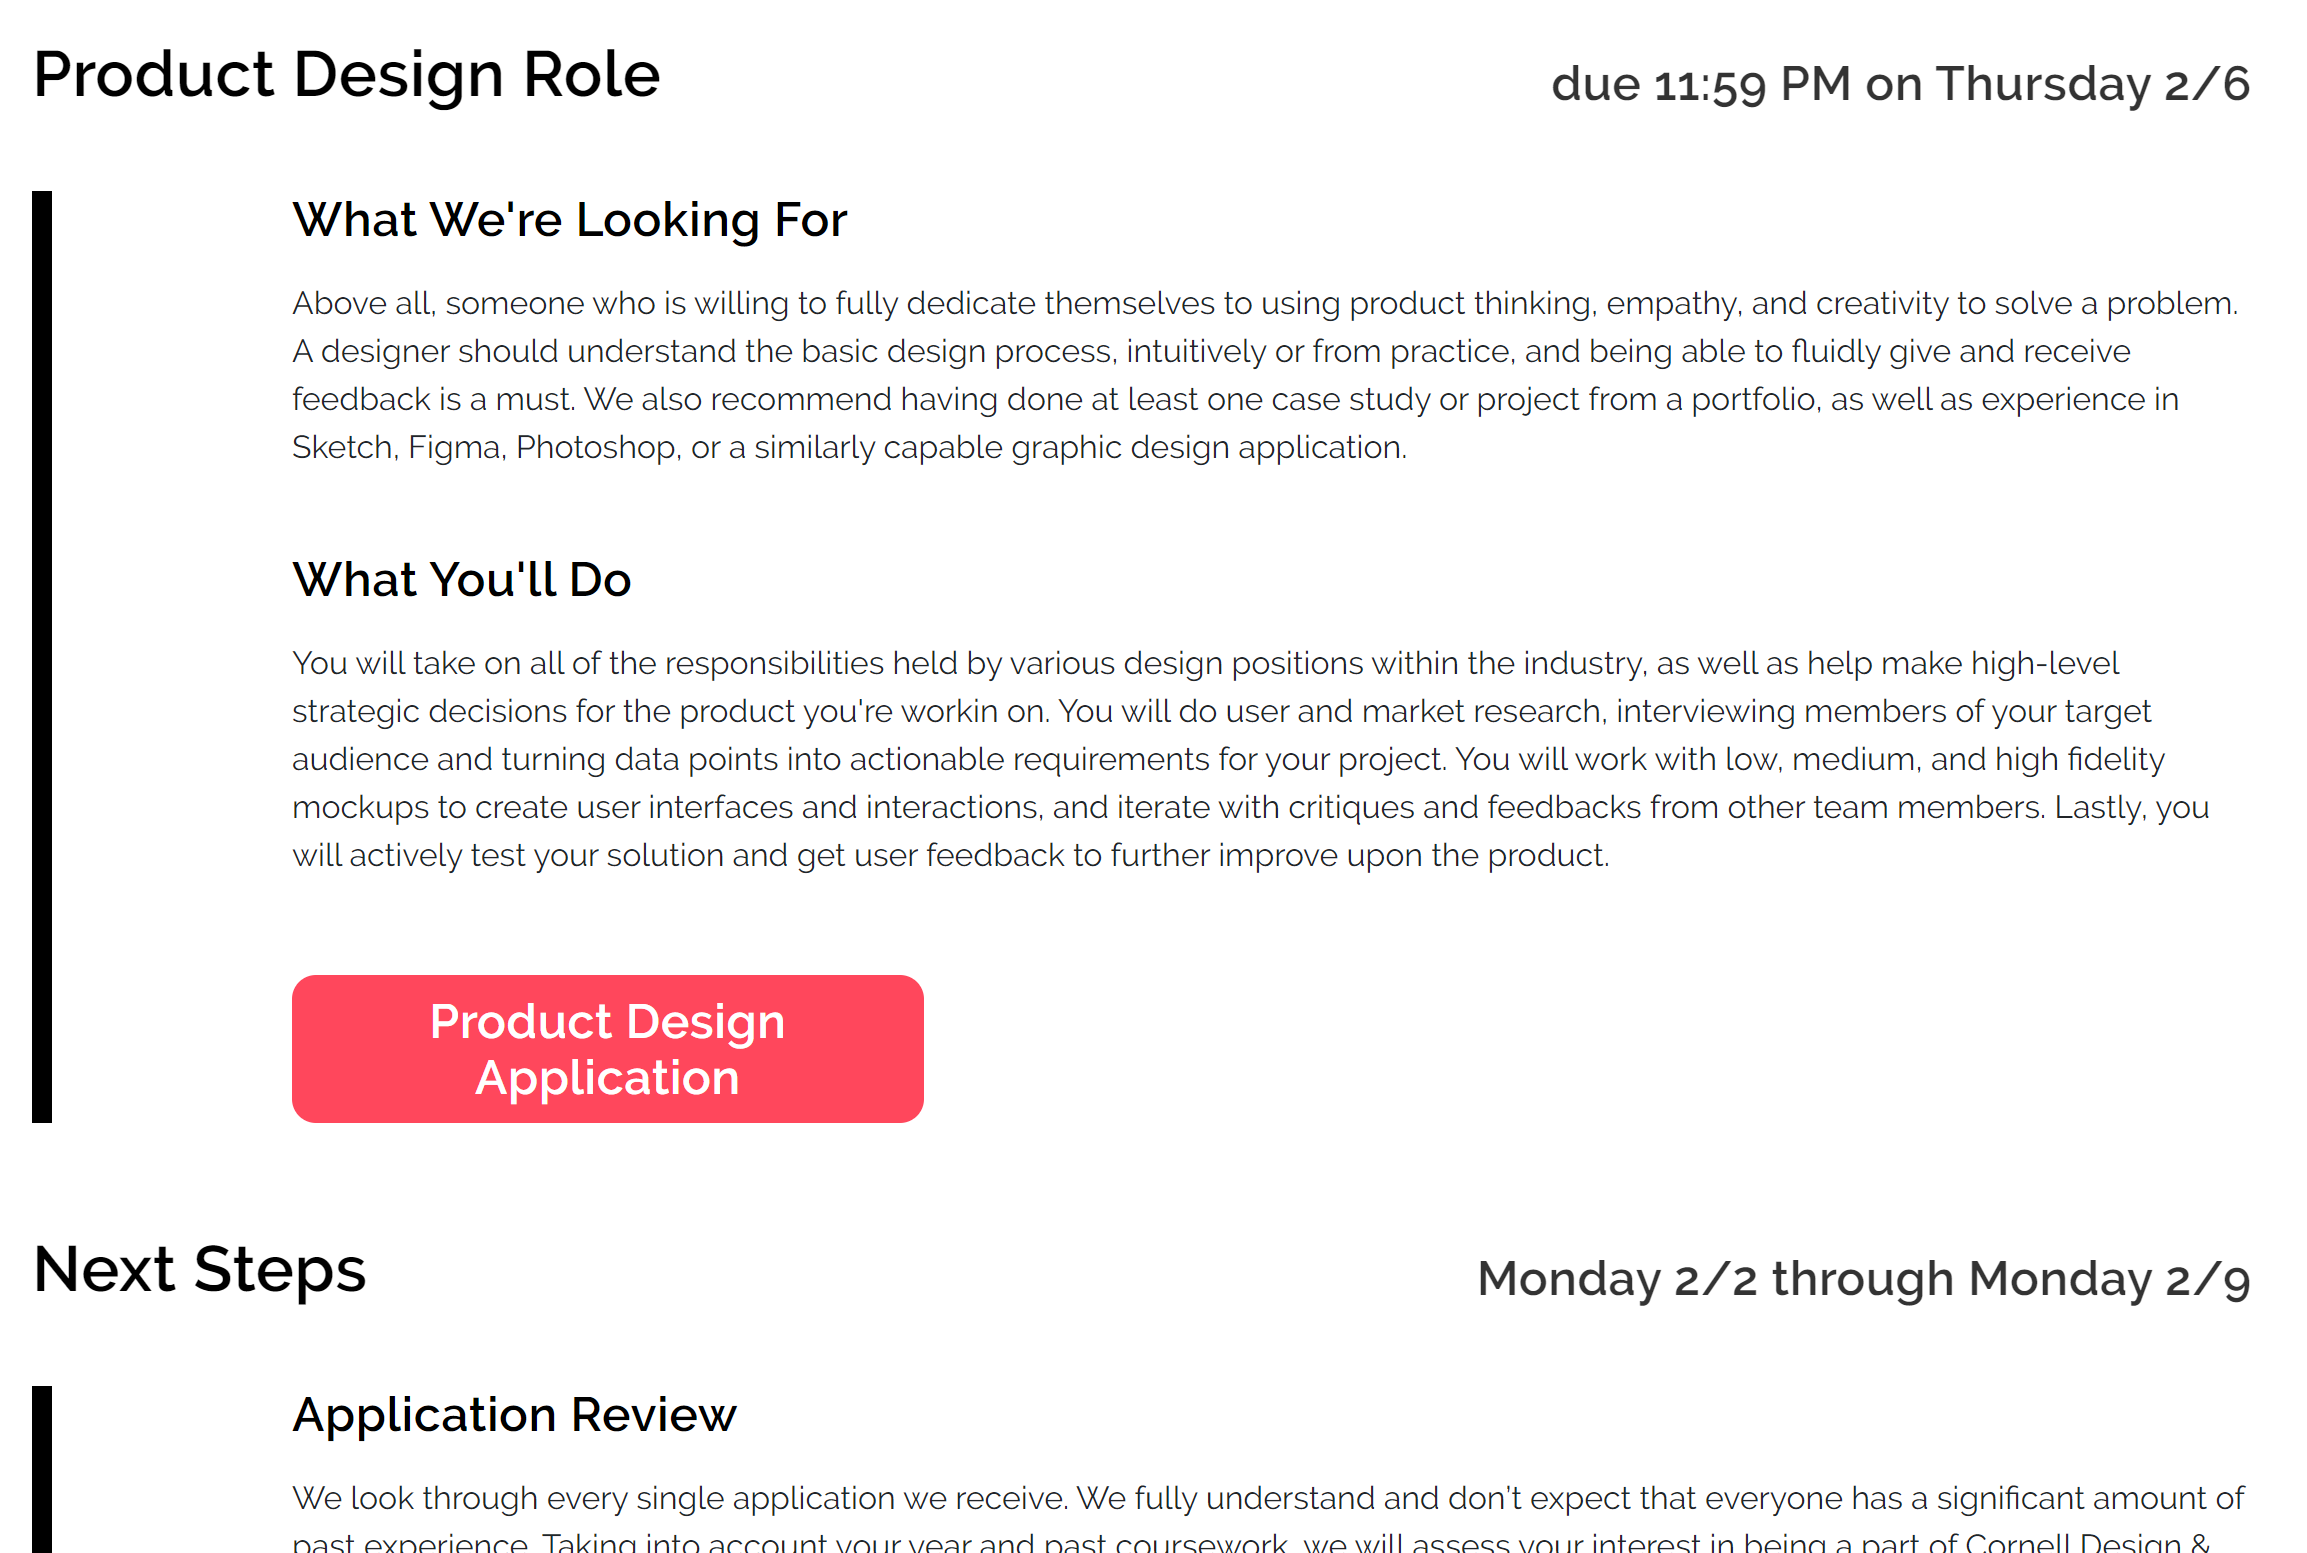 Product Design Role
due 11:59 PM on Thursday 2/6
What We're Looking For
Above all, someone who is willing to fully dedicate themselves to using product thinking, empathy, and creativity to solve a problem.
A designer should understand the basic design process, intuitively or from practice, and being able to fluidly give and receive
feedback is a must. We also recommend having done at least one case study or project from a portfolio, as well as experience in
Sketch, Figma, Photoshop, or a similarly capable graphic design application.
What You'll Do
You will take on all of the responsibilities held by various design positions within the industry, as well as help make high-level
strategic decisions for the product you're workin on. You will do user and market research, interviewing members of your target
audience and turning data points into actionable requirements for your project. You will work with low, medium, and high fidelity
mockups to create user interfaces and interactions, and iterate with critiques and feedbacks from other team members. Lastly, you
will actively test your solution and get user feedback to further improve upon the product.
Product Design
Application
Next Steps
Monday 2/2 through Monday 2/9
Application Review
We look through every single application we receive. We fully understand and don’t expect that everyone has a significant amount of
past experience. Taking into account your year and past coursework, we will assess your interest in being a part of Cornell Design &